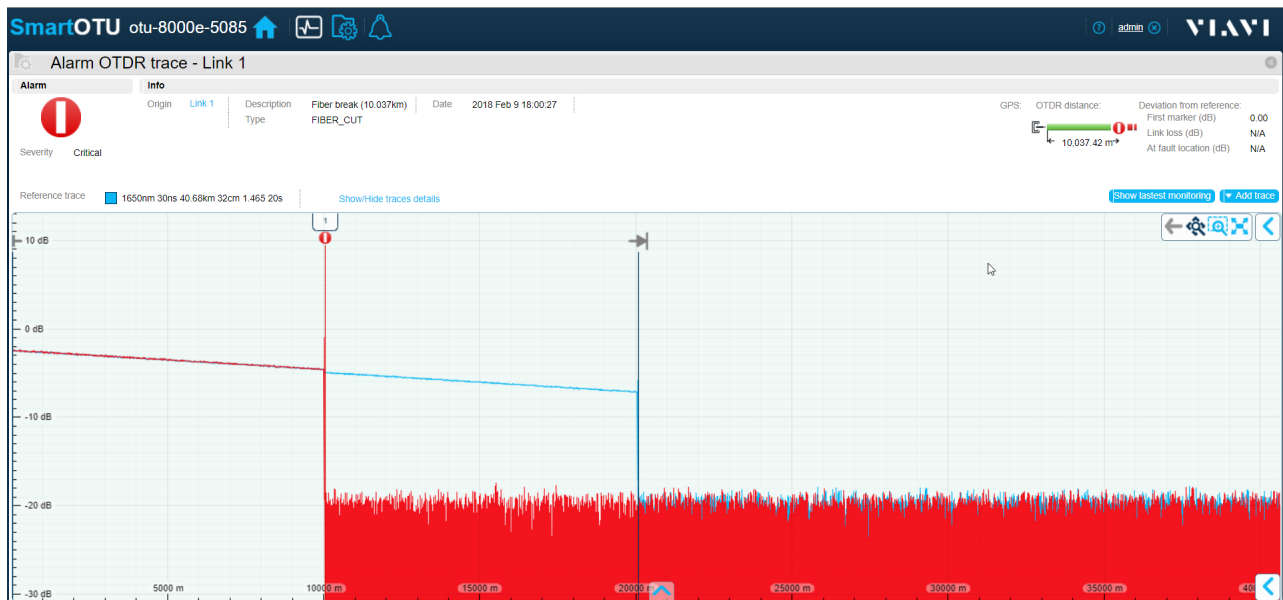 SmartOTU otu-8000e-5085
admin
VIAVI
Alarm OTDR trace - Link 1
Alarm
Info
Origin Link 1
Description Fiber break (10.037km)
Date 2018 Feb 9 18:00:27
Type FIBER_CUT
Severity Critical
GPS: OTDR distance:
10,037.42 m
Deviation from reference:
First marker (dB) 0.00
Link loss (dB) N/A
At fault location (dB) N/A
Reference trace 1650nm 30ns 40.68km 32cm 1.465 20s
Show/Hide traces details
Show lastest monitoring
Add trace
1
10 dB
0 dB
-10 dB
-20 dB
-30 dB
5000 m
10000 m
15000 m
20000
25000 m
30000 m
35000 m